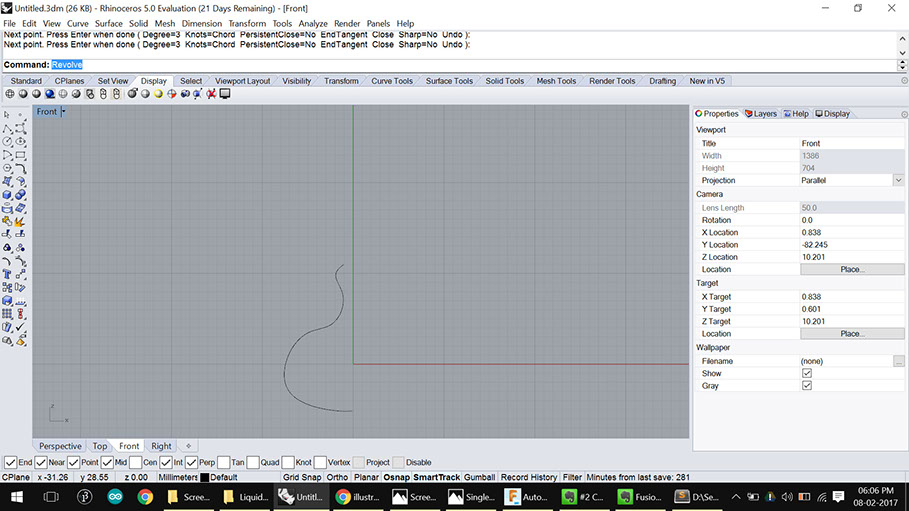 Untitled.3dm (26 KB) - Rhinoceros 5.0 Evaluation (21 Days Remaining) - [Front]
File Edit View Curve Surface Solid Mesh Dimension Transform Tools Analyze Render Panels Help
Next point. Press Enter when done ( Degree=3 Knots=Chord PersistentClose=No EndTangent Close Sharp=No Undo ):
Next point. Press Enter when done ( Degree=3 Knots=Chord PersistentClose=No EndTangent Close Sharp=No Undo ):
Command: Revolve
Standard CPlanes Set View Display Select Viewport Layout Visibility Transform Curve Tools Surface Tools Solid Tools Mesh Tools Render Tools Drafting New in V5
Front
Properties Layers Help Display
Viewport
Title Front
Width 1386
Height 704
Projection Parallel
Camera
Lens Length 50.0
Rotation 0.0
X Location 0.838
Y Location -82.245
Z Location 10.201
Location Place...
Target
X Target 0.838
Y Target 0.601
Z Target 10.201
Location Place...
Wallpaper
Filename (none) ...
Show
Gray
z
x
Perspective Top Front Right
End Near Point Mid Cen Int Perp Tan Quad Knot Vertex Project Disable
CPlane x -31.26 y 28.55 z 0.00 Millimeters Default Grid Snap Ortho Planar Osnap SmartTrack Gumball Record History Filter Minutes from last save: 281
Scree... Liquid... Untitl... illustr... Scree... Single... Auto... #2 C... Fusio... D:\Se...
06:06 PM
08-02-2017